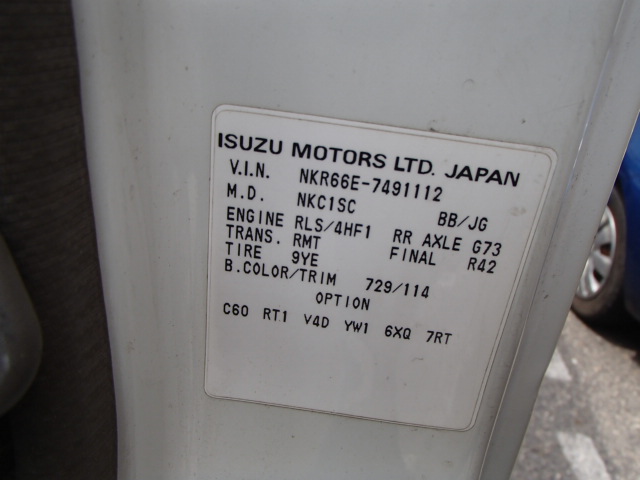 ISUZU MOTORS LTD. JAPAN
V.I.N. NKR66E-7491112
M.D. NKC1SC BB/JG
ENGINE RLS/4HF1 RR AXLE G73
TRANS. RMT FINAL R42
TIRE 9YE
B.COLOR/TRIM 729/114
OPTION
C60 RT1 V4D YW1 6XQ 7RT